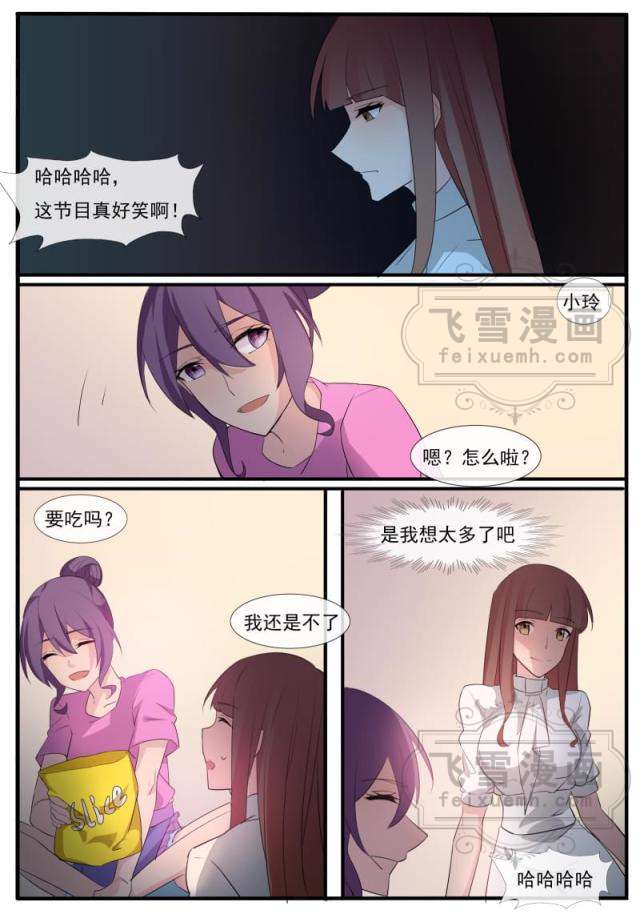 哈哈哈哈，
这节目真好笑啊！
小玲
飞雪漫画
feixuemh.com
嗯？怎么啦？
要吃吗？
我还是不了
Slice
是我想太多了吧
飞雪漫画
feixuemh.com
哈哈哈哈